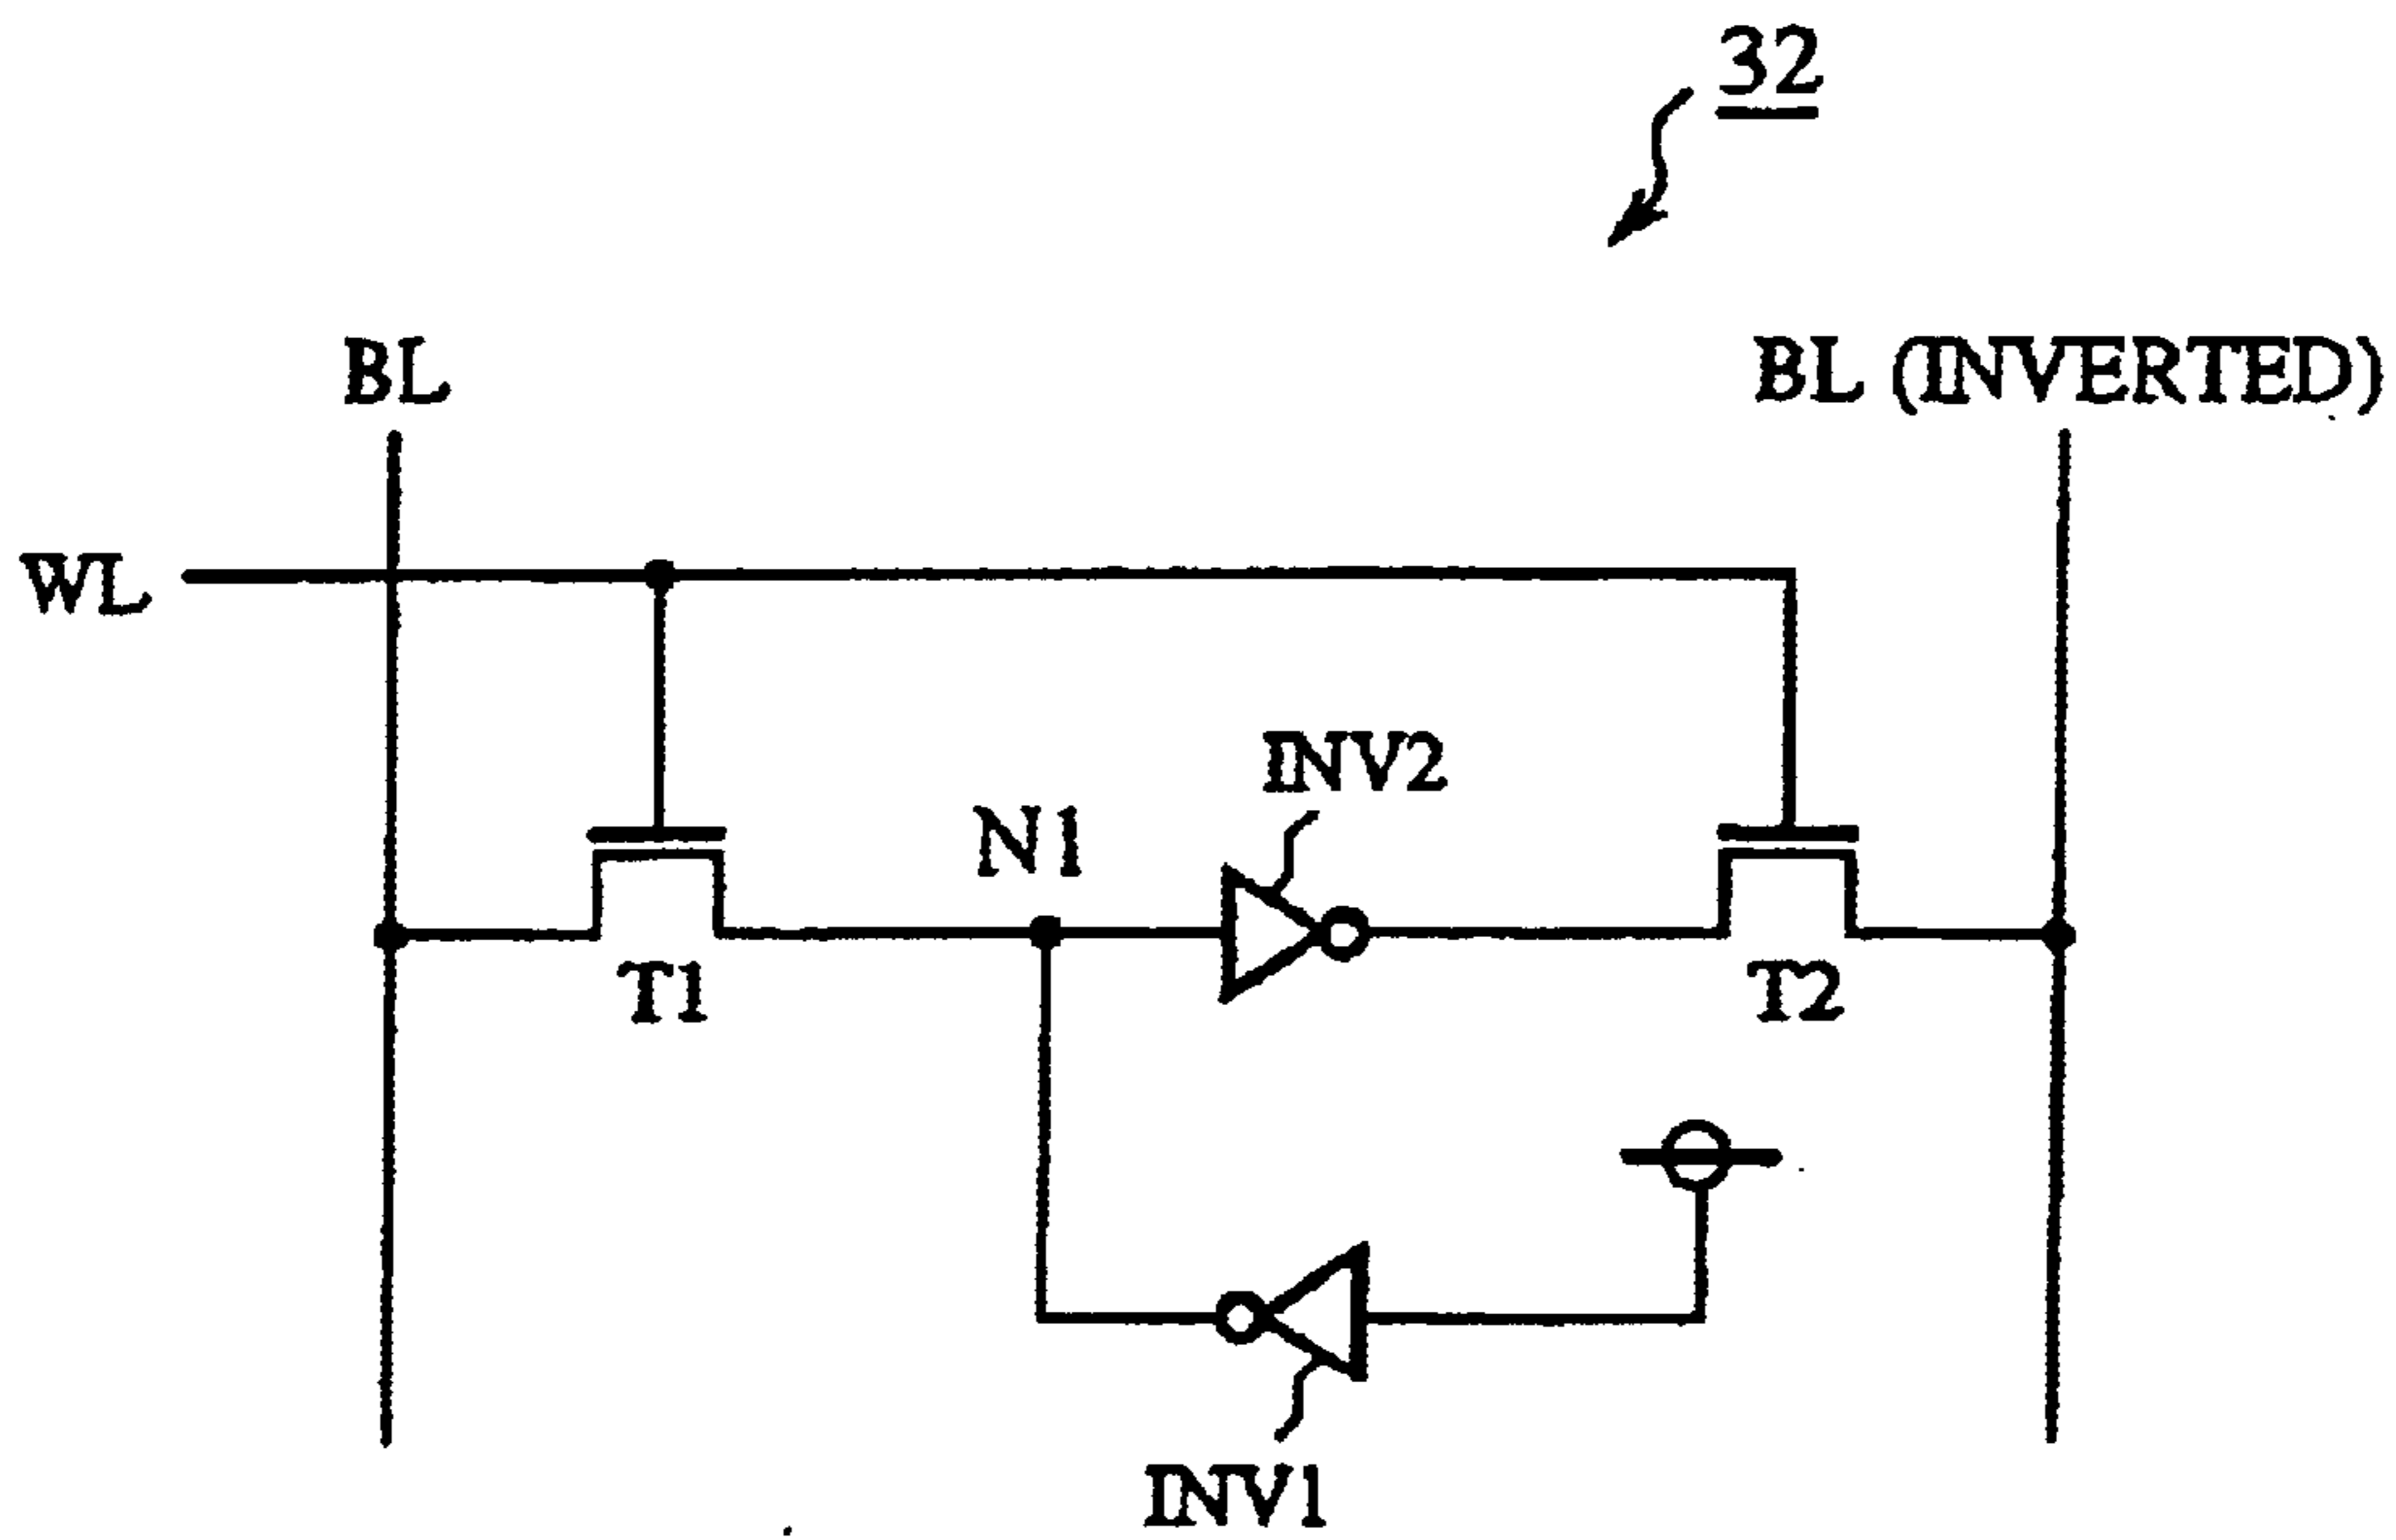 32
BL
BL (INVERTED)
WL
INV2
N1
T1
T2
INV1